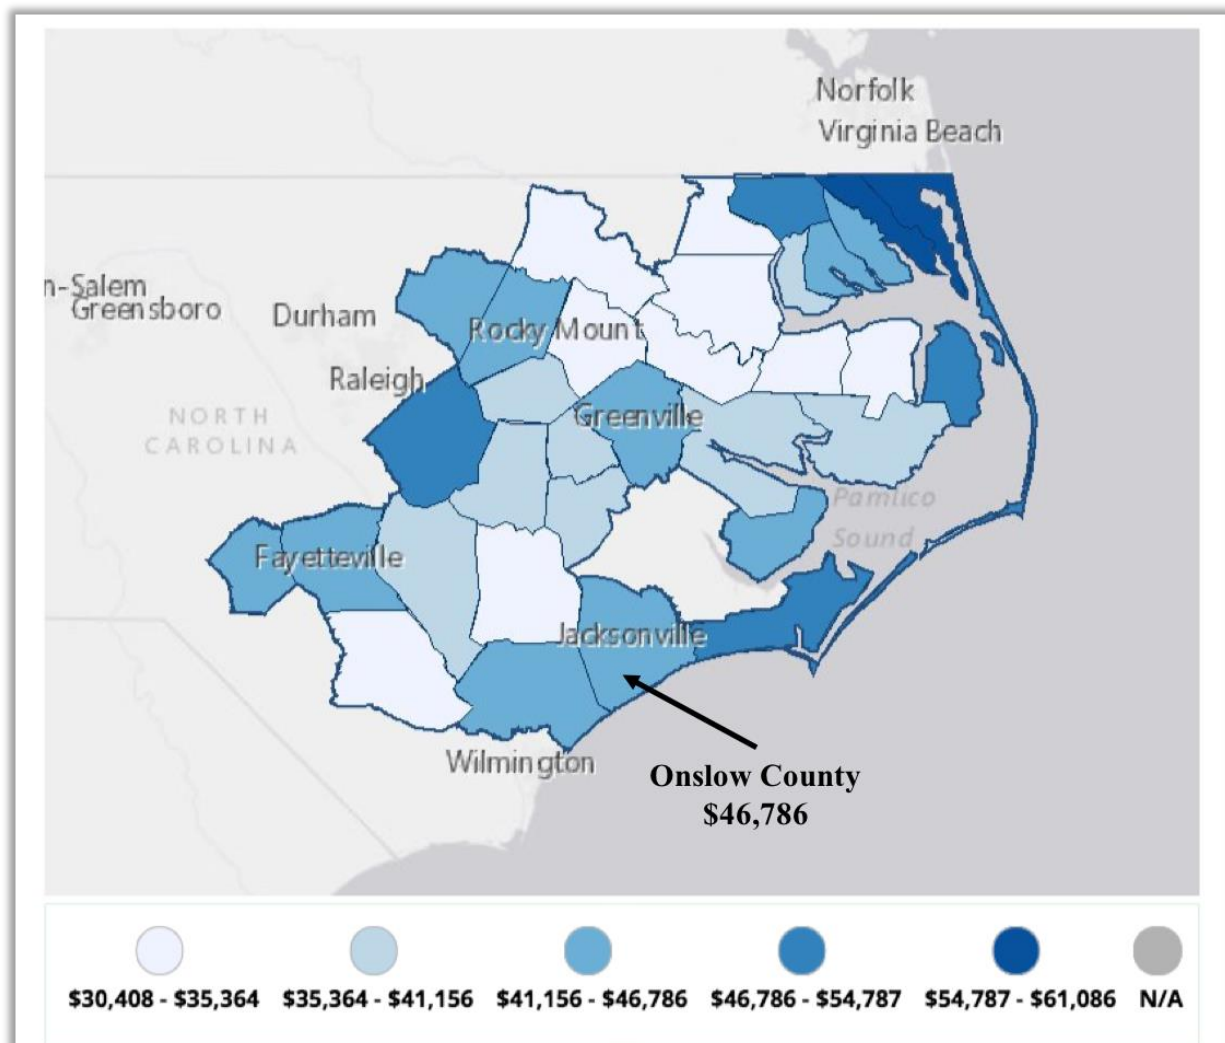 Norfolk
Virginia Beach
n-Salem
Greensboro
Durham
Rocky Mount
Raleigh
NORTH
CAROLINA
Greenville
Pamlico
Sound
Fayetteville
Jacksonville
Wilmington
Onslow County
$46,786
$30,408 - $35,364
$35,364 - $41,156
$41,156 - $46,786
$46,786 - $54,787
$54,787 - $61,086
N/A